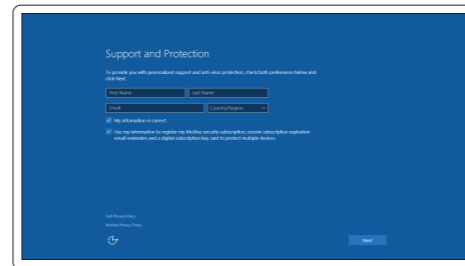 Support and Protection
To provide you with personalized support and anti-virus protection, check both preferences below and
click Next.
First Name
Last Name
Email
Country/Region
My information is correct.
Use my information to register my McAfee security subscription, receive subscription expiration
email reminders and a digital subscription key card to protect multiple devices.
Dell Privacy Policy
McAfee Privacy Policy
Next